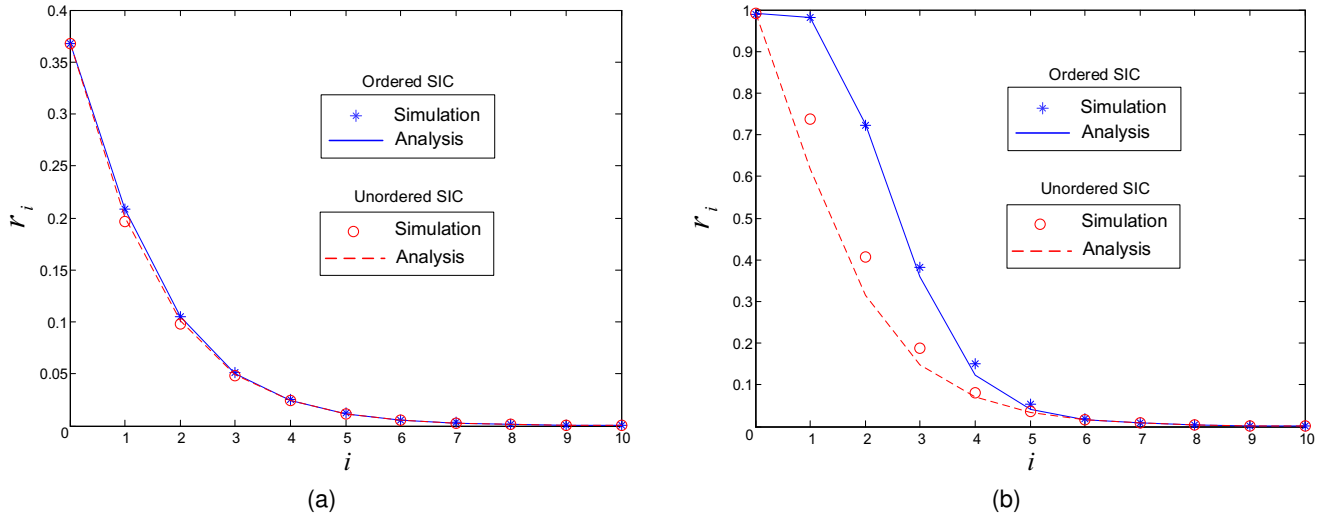 0.4
0.35
0.3
0.25
0.2
0.15
0.1
0.05
0
1 2 3 4 5 6 7 8 9 10
r i
i
Ordered SIC
Simulation
Analysis
Unordered SIC
Simulation
Analysis
(a)
1
0.9
0.8
0.7
0.6
0.5
0.4
0.3
0.2
0.1
0
1 2 3 4 5 6 7 8 9 10
r i
i
Ordered SIC
Simulation
Analysis
Unordered SIC
Simulation
Analysis
(b)